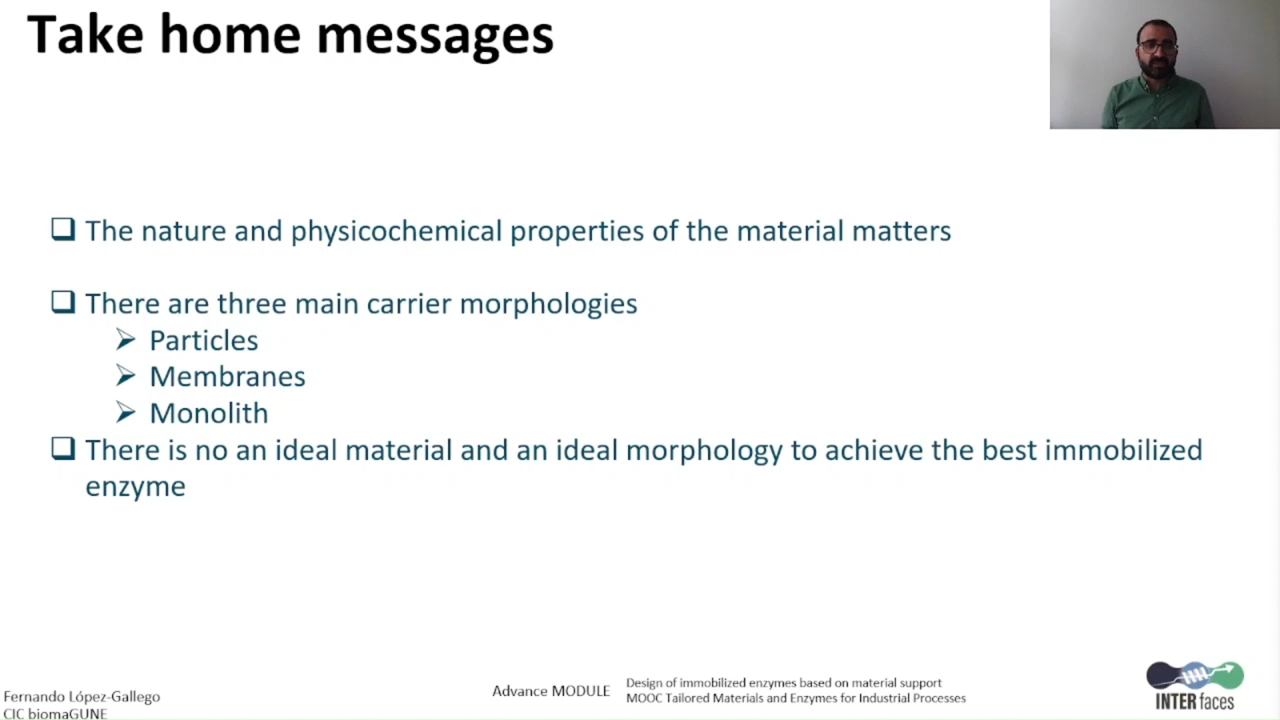 Take home messages
The nature and physicochemical properties of the material matters
There are three main carrier morphologies
Particles
Membranes
Monolith
There is no an ideal material and an ideal morphology to achieve the best immobilized
enzyme
Fernando López-Gallego
CIC biomaGUNE
Advance MODULE
Design of immobilized enzymes based on material support
MOOC Tailored Materials and Enzymes for Industrial Processes
INTERfaces